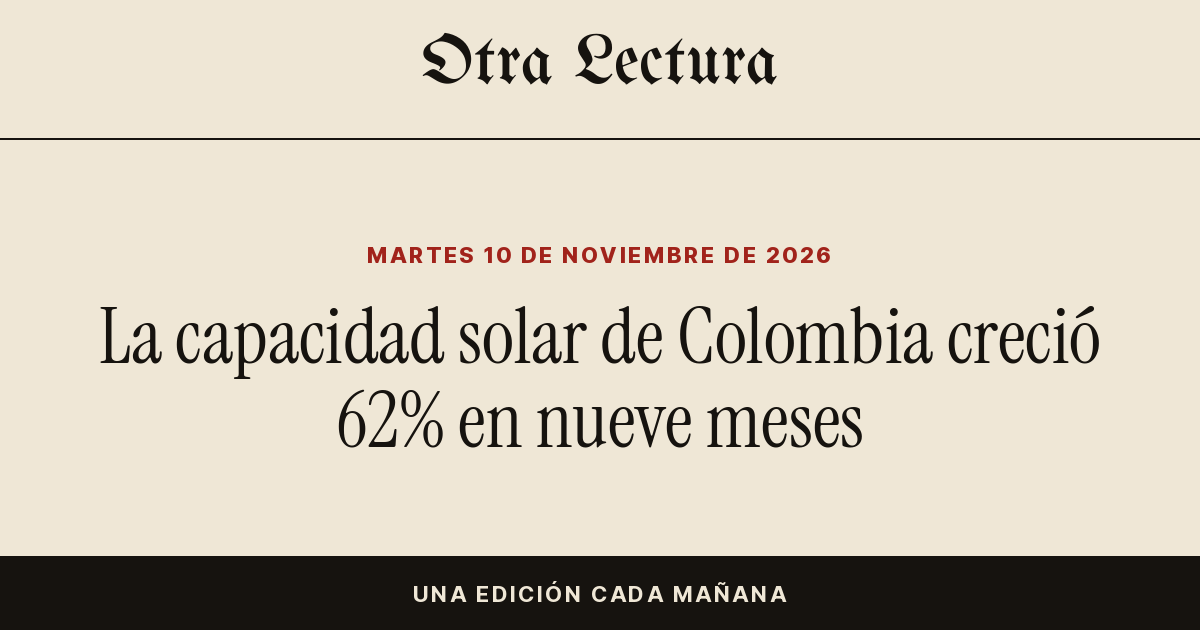 Otra Lectura
MARTES 10 DE NOVIEMBRE DE 2026
La capacidad solar de Colombia creció
62% en nueve meses
UNA EDICIÓN CADA MAÑANA